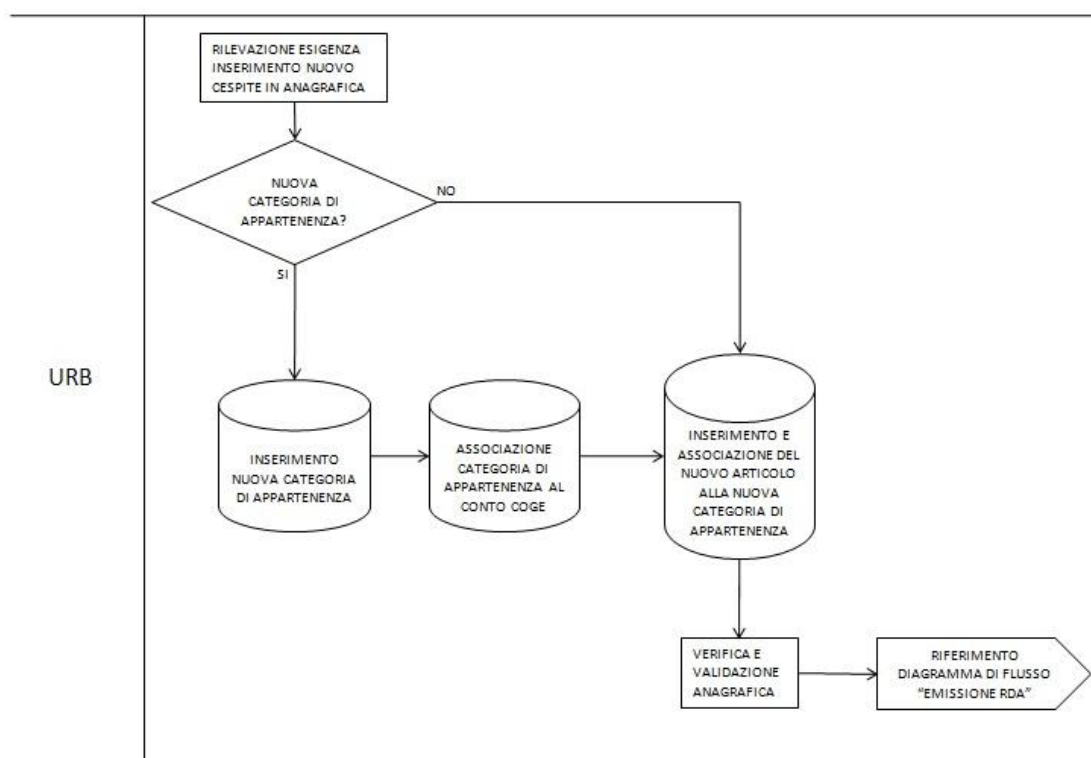 RILEVAZIONE ESIGENZA
INSERIMENTO NUOVO
CESPITE IN ANAGRAFICA
NUOVA
CATEGORIA DI
APPARTENENZA?
NO
SI
URB
INSERIMENTO
NUOVA CATEGORIA
DI APPARTENENZA
ASSOCIAZIONE
CATEGORIA DI
APPARTENENZA AL
CONTO COGE
INSERIMENTO E
ASSOCIAZIONE DEL
NUOVO ARTICOLO
ALLA NUOVA
CATEGORIA DI
APPARTENENZA
VERIFICA E
VALIDAZIONE
ANAGRAFICA
RIFERIMENTO
DIAGRAMMA DI FLUSSO
“EMISSIONE RDA”